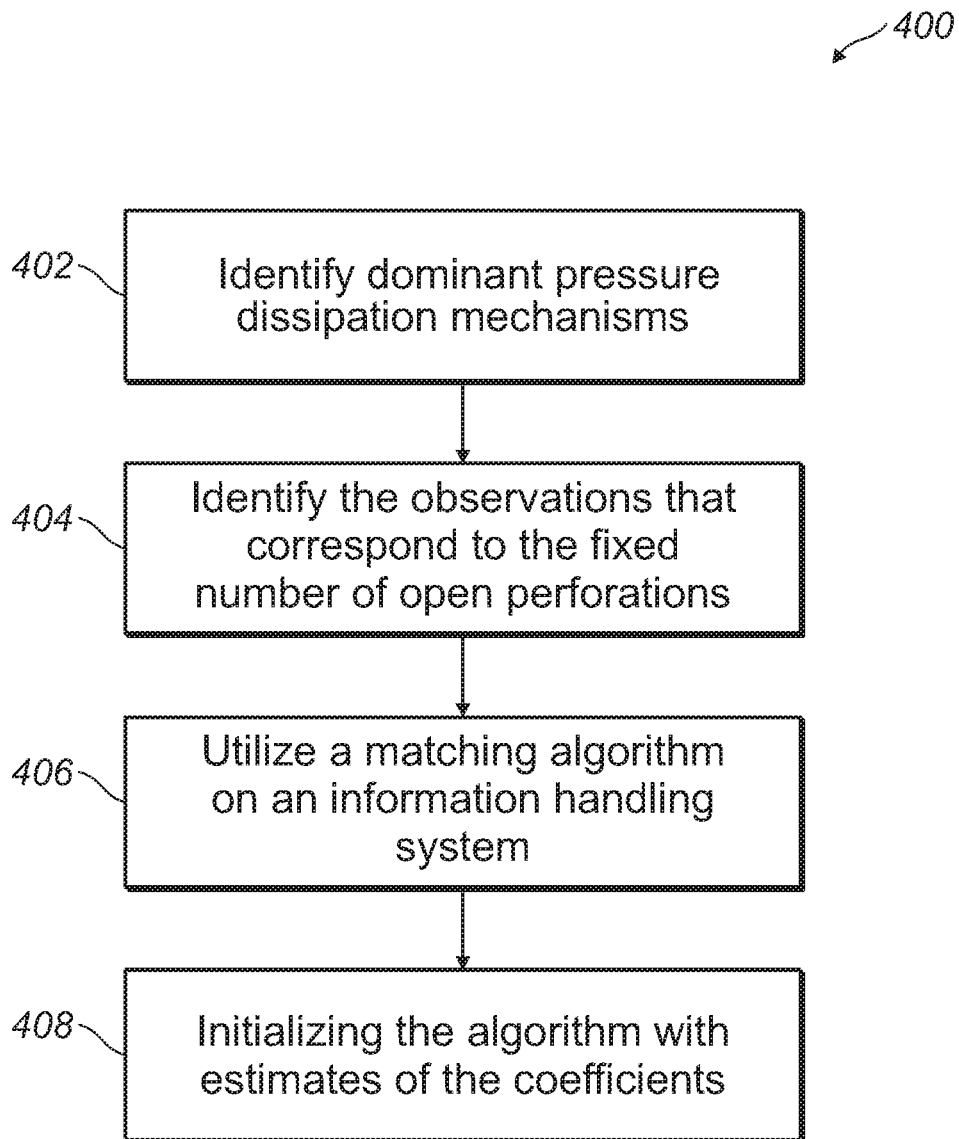 400
402
Identify dominant pressure
dissipation mechanisms
404
Identify the observations that
correspond to the fixed
number of open perforations
406
Utilize a matching algorithm
on an information handling
system
408
Initializing the algorithm with
estimates of the coefficients